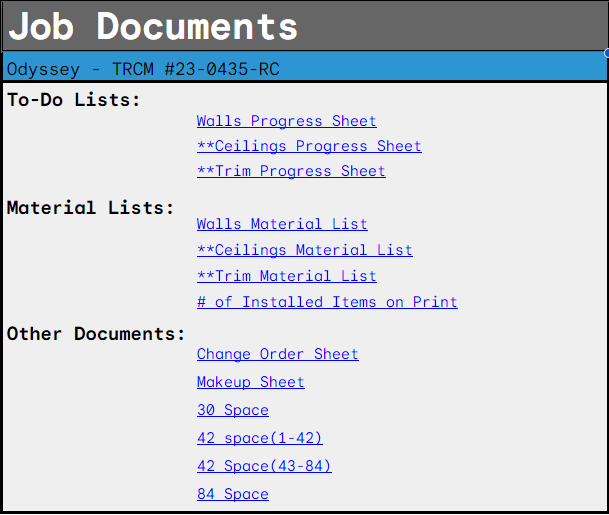 Job Documents
Odyssey - TRCM #23-0435-RC
To-Do Lists:
Walls Progress Sheet
**Ceilings Progress Sheet
**Trim Progress Sheet
Material Lists:
Walls Material List
**Ceilings Material List
**Trim Material List
# of Installed Items on Print
Other Documents:
Change Order Sheet
Makeup Sheet
30 Space
42 space(1-42)
42 Space(43-84)
84 Space